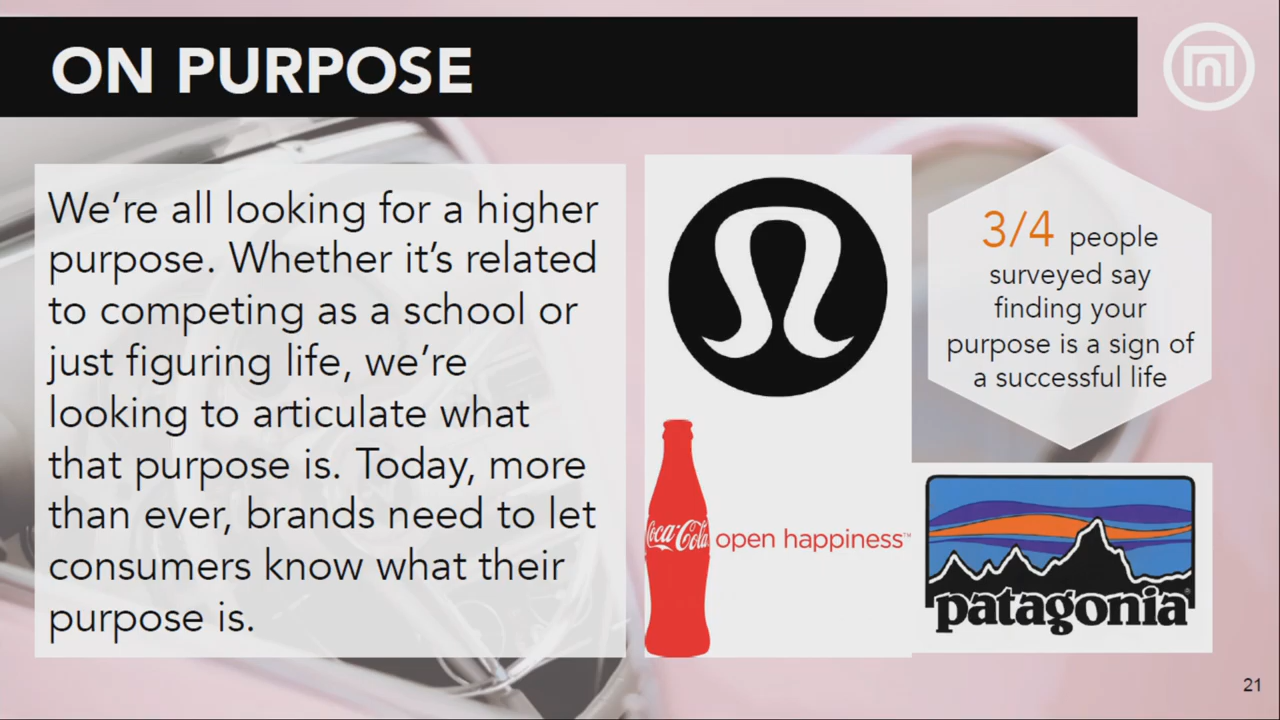 ON PURPOSE
We're all looking for a higher
purpose. Whether it's related
to competing as a school or
just figuring life, we're
looking to articulate what
that purpose is. Today, more
than ever, brands need to let
consumers know what their
purpose is.
Coca-Cola
open happiness™
3/4 people
surveyed say
finding your
purpose is a sign of
a successful life
patagonia®
21